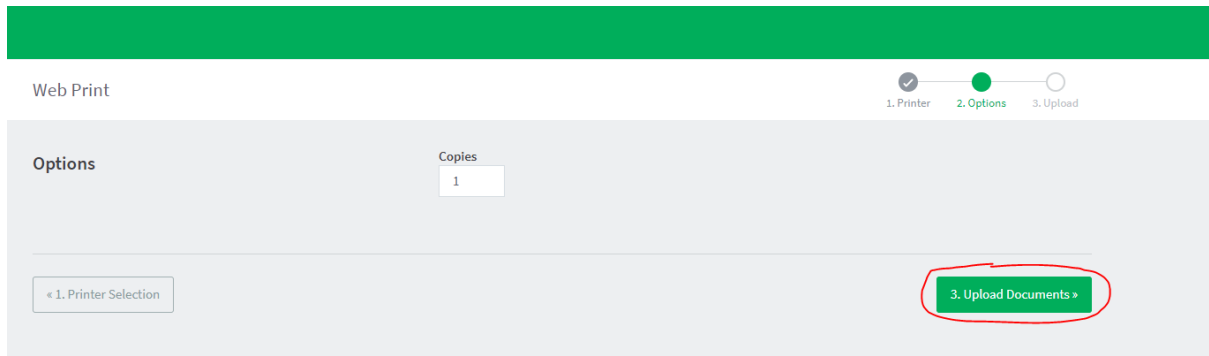 Web Print
1. Printer
2. Options
3. Upload
Options
Copies
1
« 1. Printer Selection
3. Upload Documents »